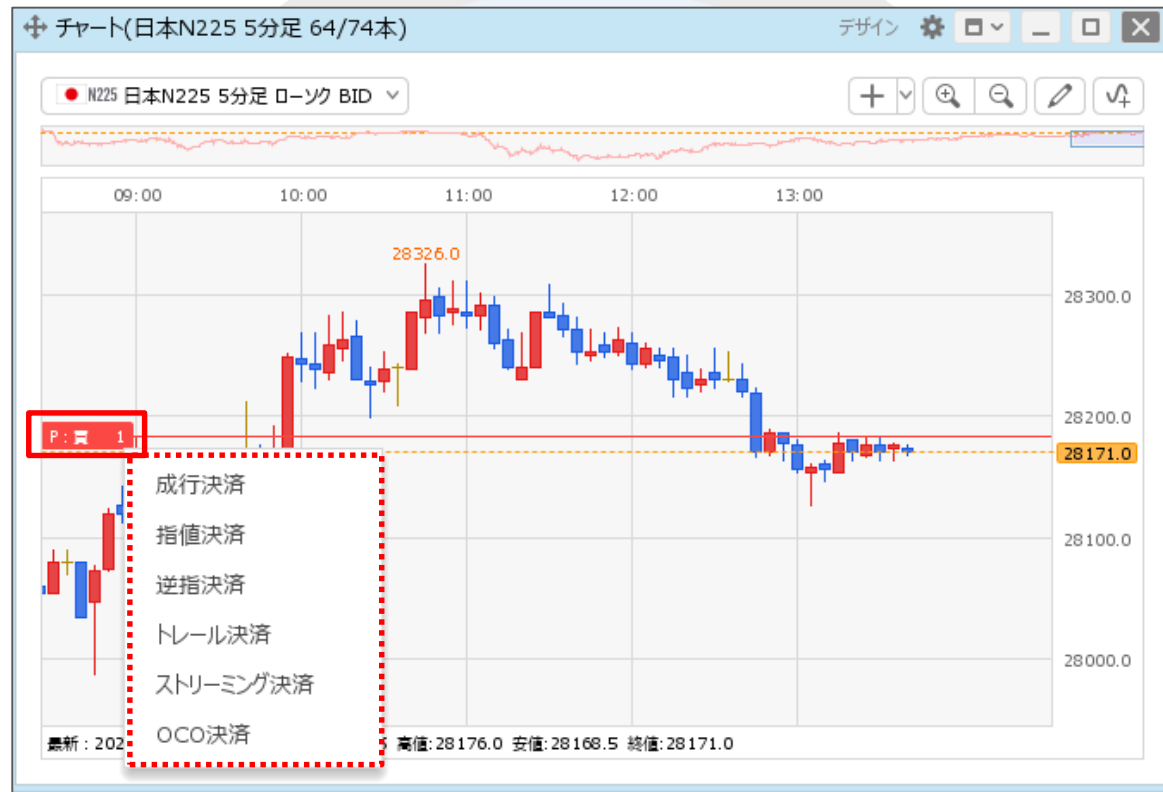 チャート(日本N225 5分足 64/74本)
デザイン
N225 日本N225 5分足 ローソク BID
09:00 10:00 11:00 12:00 13:00
28326.0
28300.0
28200.0
P:買 1
28171.0
成行決済
指値決済
28100.0
逆指決済
トレール決済
28000.0
ストリーミング決済
OCO決済
最新:202 高値:28176.0 安値:28168.5 終値:28171.0